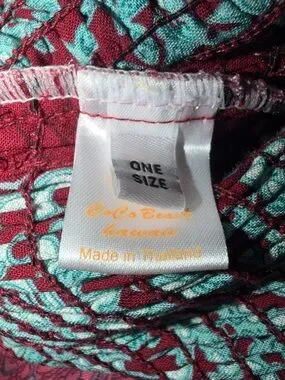 ONE
SIZE
CoCo Beach
hawaii
Made in Thailand